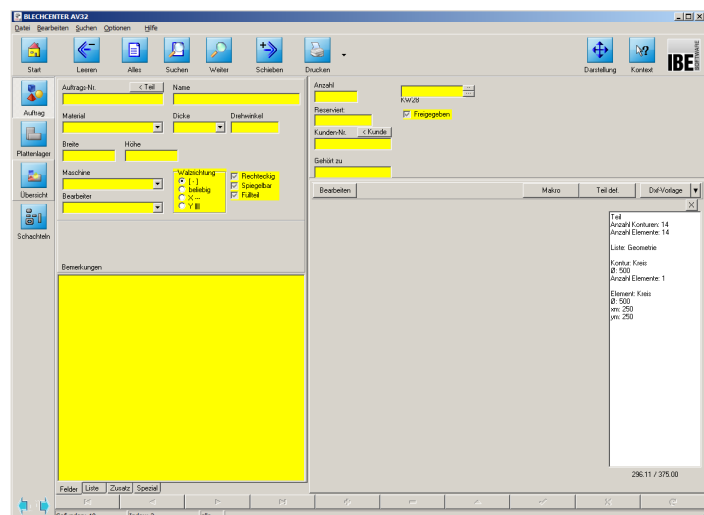 BLECHCENTER AV32
Datei Bearbeiten Suchen Optionen Hilfe
Start Leeren Alles Suchen Weiter Schieben Drucken Darstellung Kontext IBE
Auftrag
Plattenlager
Übersicht
Schachteln
Auftrags-Nr. < Teil Name
Material Dicke Drehwinkel
Breite Höhe
Maschine
Bearbeiter
Walzrichtung
( - )
beliebig
X ---
Y ||||
Rechteckig
Spiegelbar
Füllteil
Bemerkungen
Anzahl
KW28
Reserviert:
Freigegeben
Kunden-Nr. < Kunde
Gehört zu
Bearbeiten Makro Teil def. Dxf-Vorlage
Teil
Anzahl Konturen: 14
Anzahl Elemente: 14
Liste: Geometrie
Kontur: Kreis
Ø: 500
Anzahl Elemente: 1
Element: Kreis
Ø: 500
xm: 250
ym: 250
296.11 / 375.00
Felder Liste Zusatz Spezial